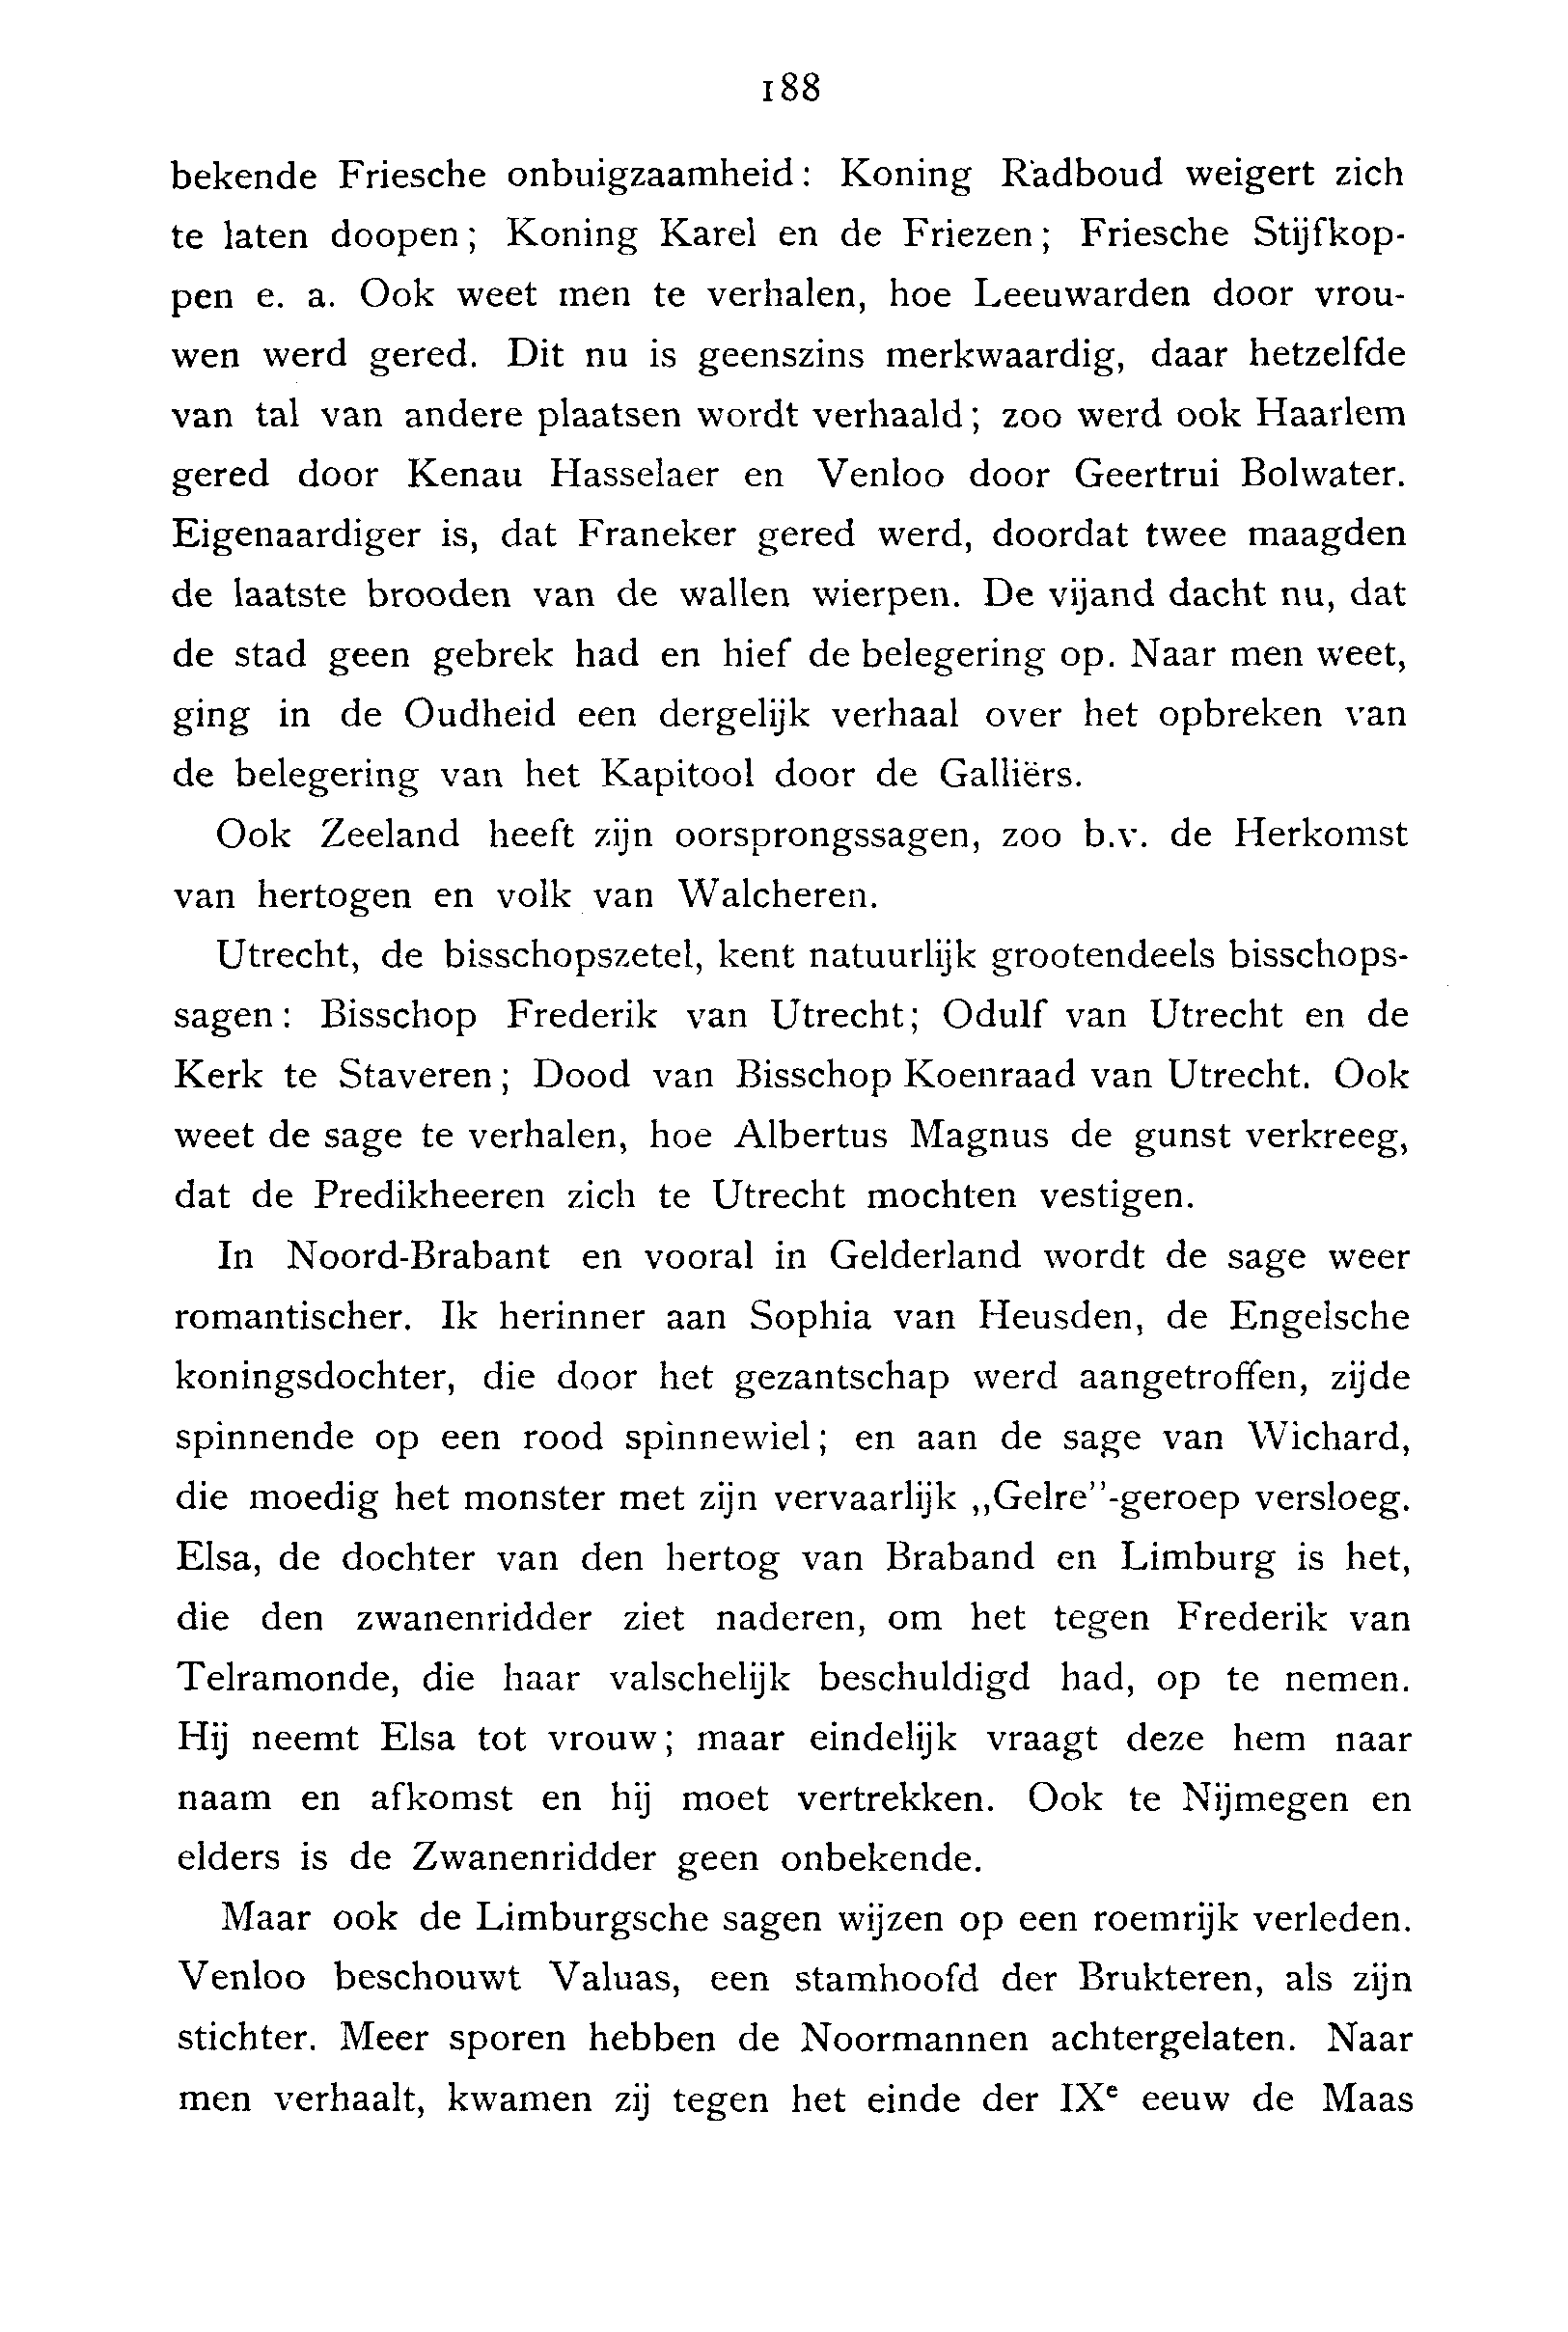 188
bekende Friesche onbuigzaamheid: Koning Radboud weigert zich
te laten doopen; Koning Karel en de Friezen; Friesche Stijfkop-
pen e. a. Ook weet men te verhalen, hoe Leeuwarden door vrou-
wen werd gered. Dit nu is geenszins merkwaardig, daar hetzelfde
van tal van andere plaatsen wordt verhaald; zoo werd ook Haarlem
gered door Kenau Hasselaer en Venloo door Geertrui Bolwater.
Eigenaardiger is, dat Franeker gered werd, doordat twee maagden
de laatste brooden van de wallen wierpen. De vijand dacht nu, dat
de stad geen gebrek had en hief de belegering op. Naar men weet,
ging in de Oudheid een dergelijk verhaal over het opbreken van
de belegering van het Kapitool door de Galliërs.
Ook Zeeland heeft zijn oorsprongssagen, zoo b.v. de Herkomst
van hertogen en volk van Walcheren.
Utrecht, de bisschopszetel, kent natuurlijk grootendeels bisschops-
sagen: Bisschop Frederik van Utrecht; Odulf van Utrecht en de
Kerk te Staveren; Dood van Bisschop Koenraad van Utrecht. Ook
weet de sage te verhalen, hoe Albertus Magnus de gunst verkreeg,
dat de Predikheeren zich te Utrecht mochten vestigen.
In Noord-Brabant en vooral in Gelderland wordt de sage weer
romantischer. Ik herinner aan Sophia van Heusden, de Engelsche
koningsdochter, die door het gezantschap werd aangetroffen, zijde
spinnende op een rood spinnewiel; en aan de sage van Wichard,
die moedig het monster met zijn vervaarlijk „Gelre”-geroep versloeg.
Elsa, de dochter van den hertog van Braband en Limburg is het,
die den zwanenridder ziet naderen, om het tegen Frederik van
Telramonde, die haar valschelijk beschuldigd had, op te nemen.
Hij neemt Elsa tot vrouw; maar eindelijk vraagt deze hem naar
naam en afkomst en hij moet vertrekken. Ook te Nijmegen en
elders is de Zwanenridder geen onbekende.
Maar ook de Limburgsche sagen wijzen op een roemrijk verleden.
Venloo beschouwt Valuas, een stamhoofd der Brukteren, als zijn
stichter. Meer sporen hebben de Noormannen achtergelaten. Naar
men verhaalt, kwamen zij tegen het einde der IXᵉ eeuw de Maas